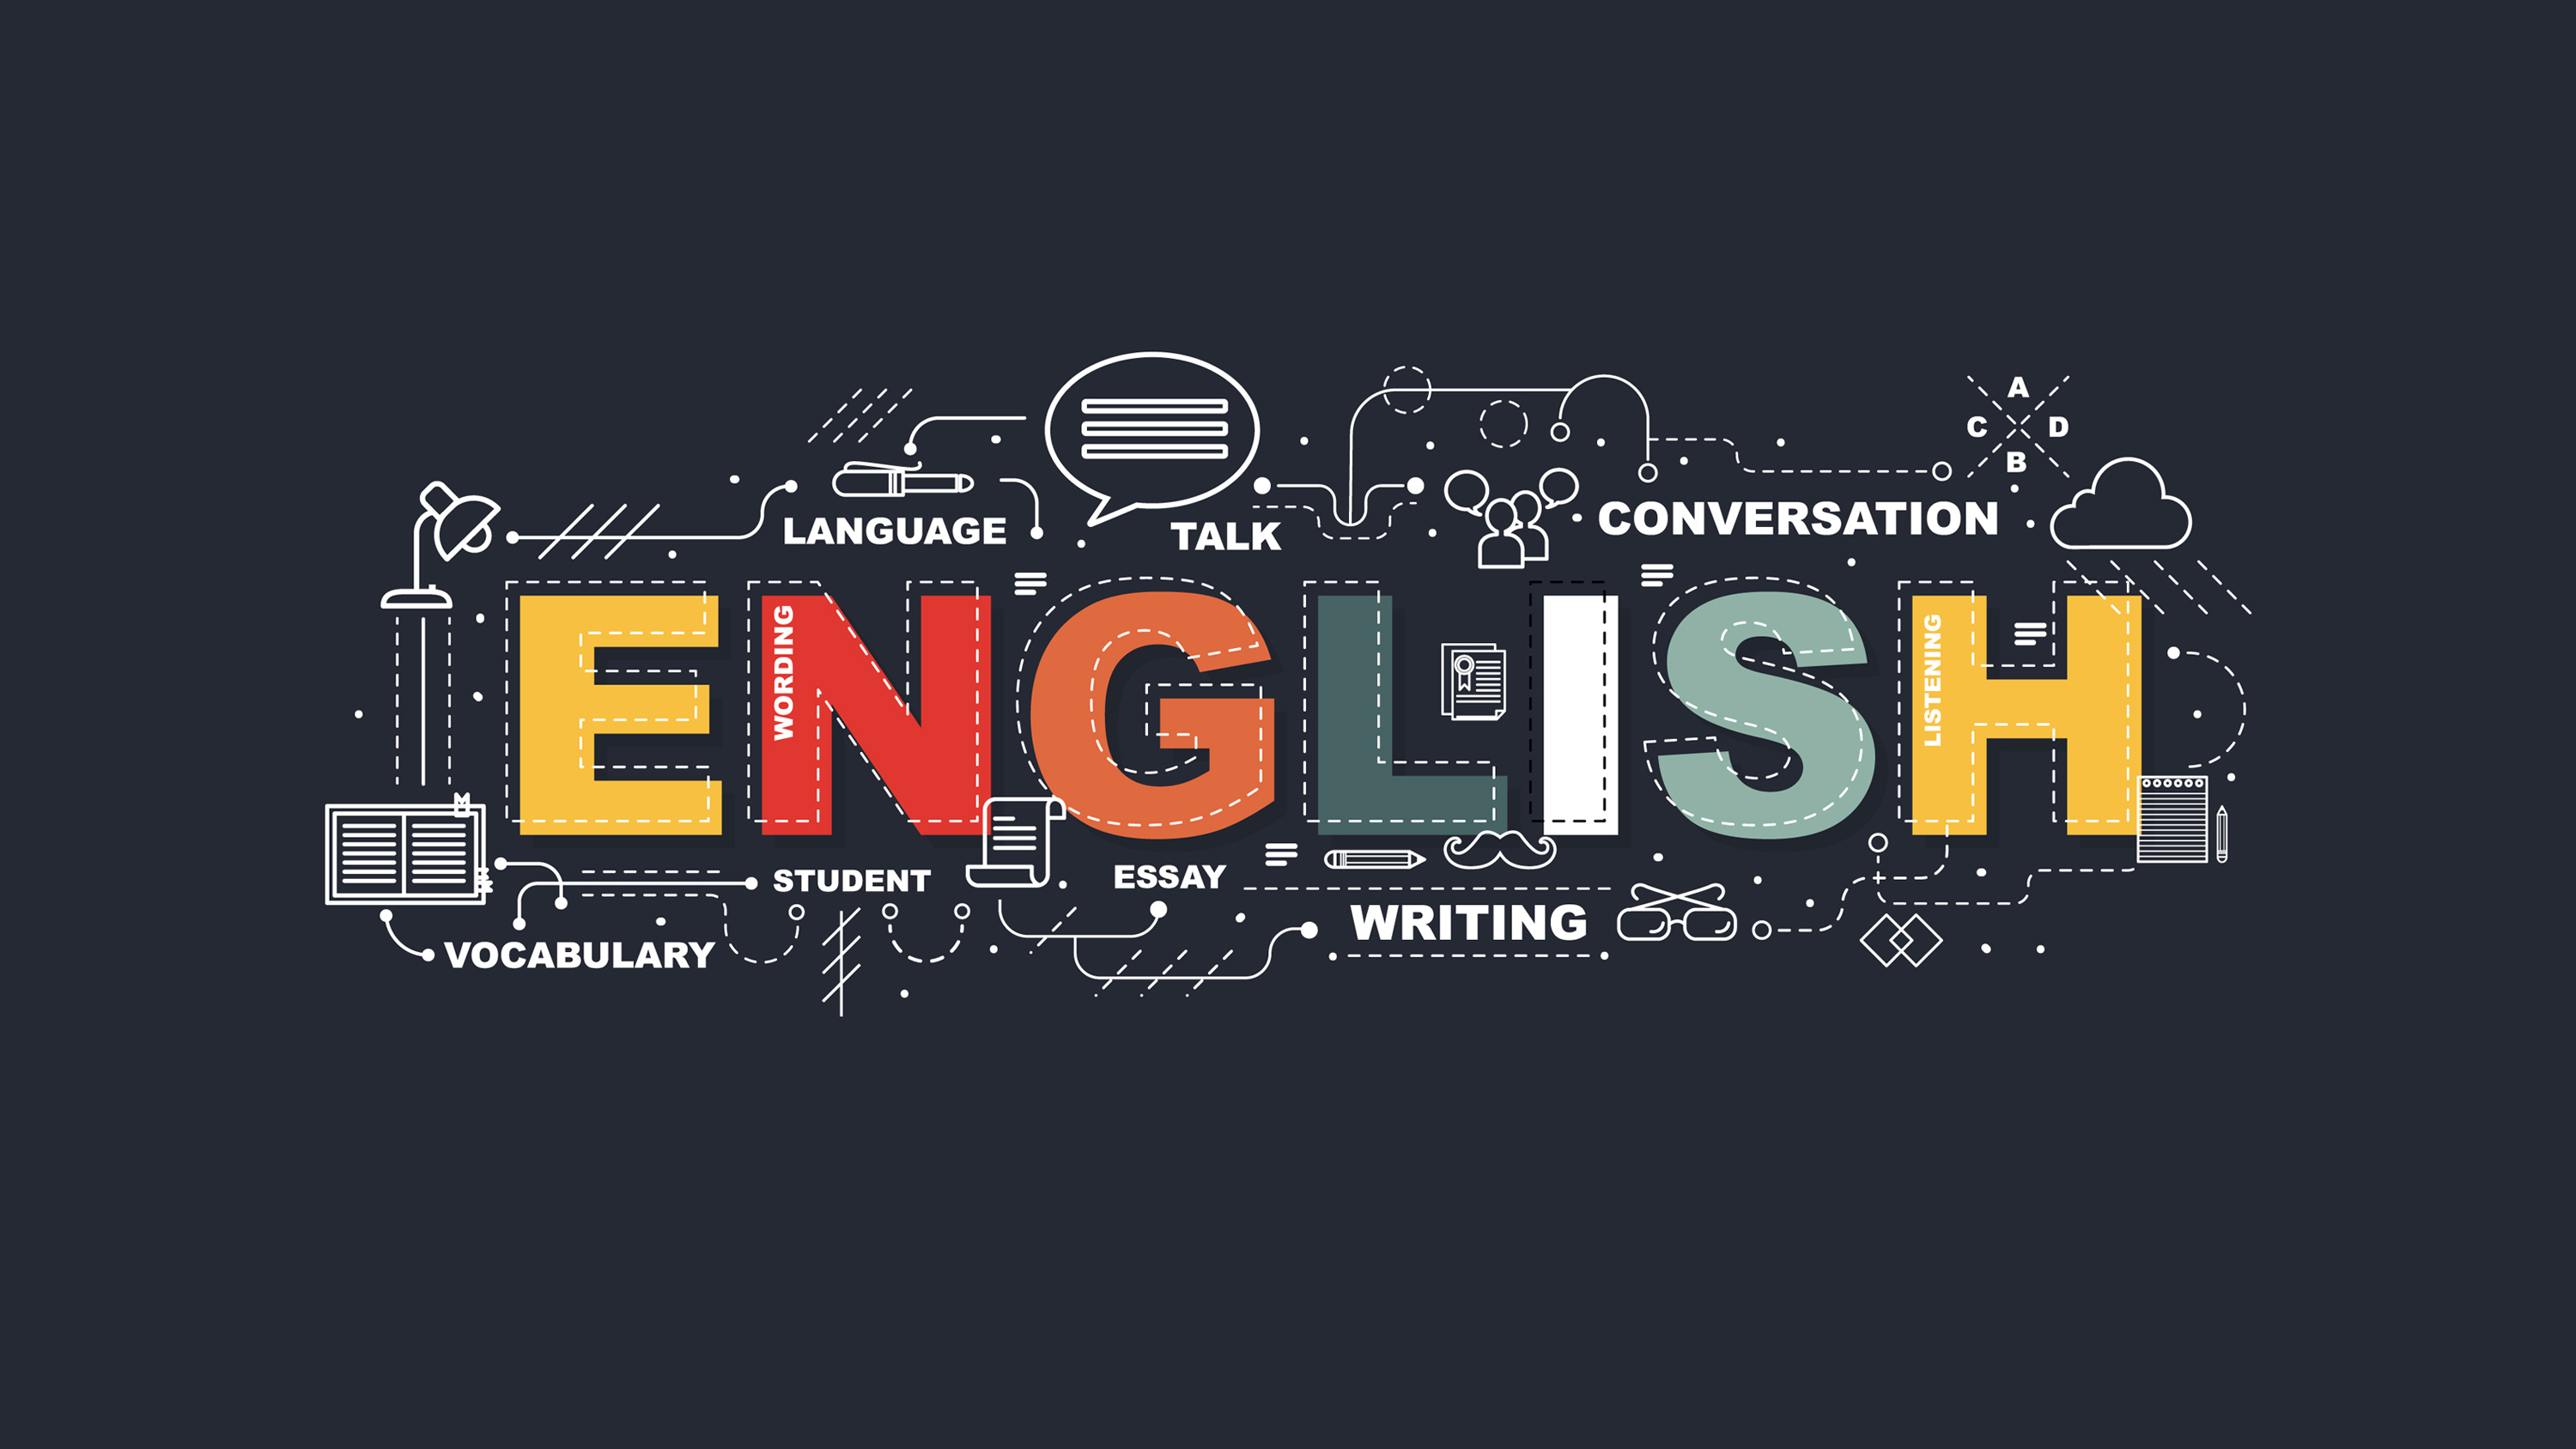 A
C D
B
LANGUAGE
TALK
CONVERSATION
ENGLISH
WORDING
LISTENING
STUDENT
ESSAY
WRITING
VOCABULARY